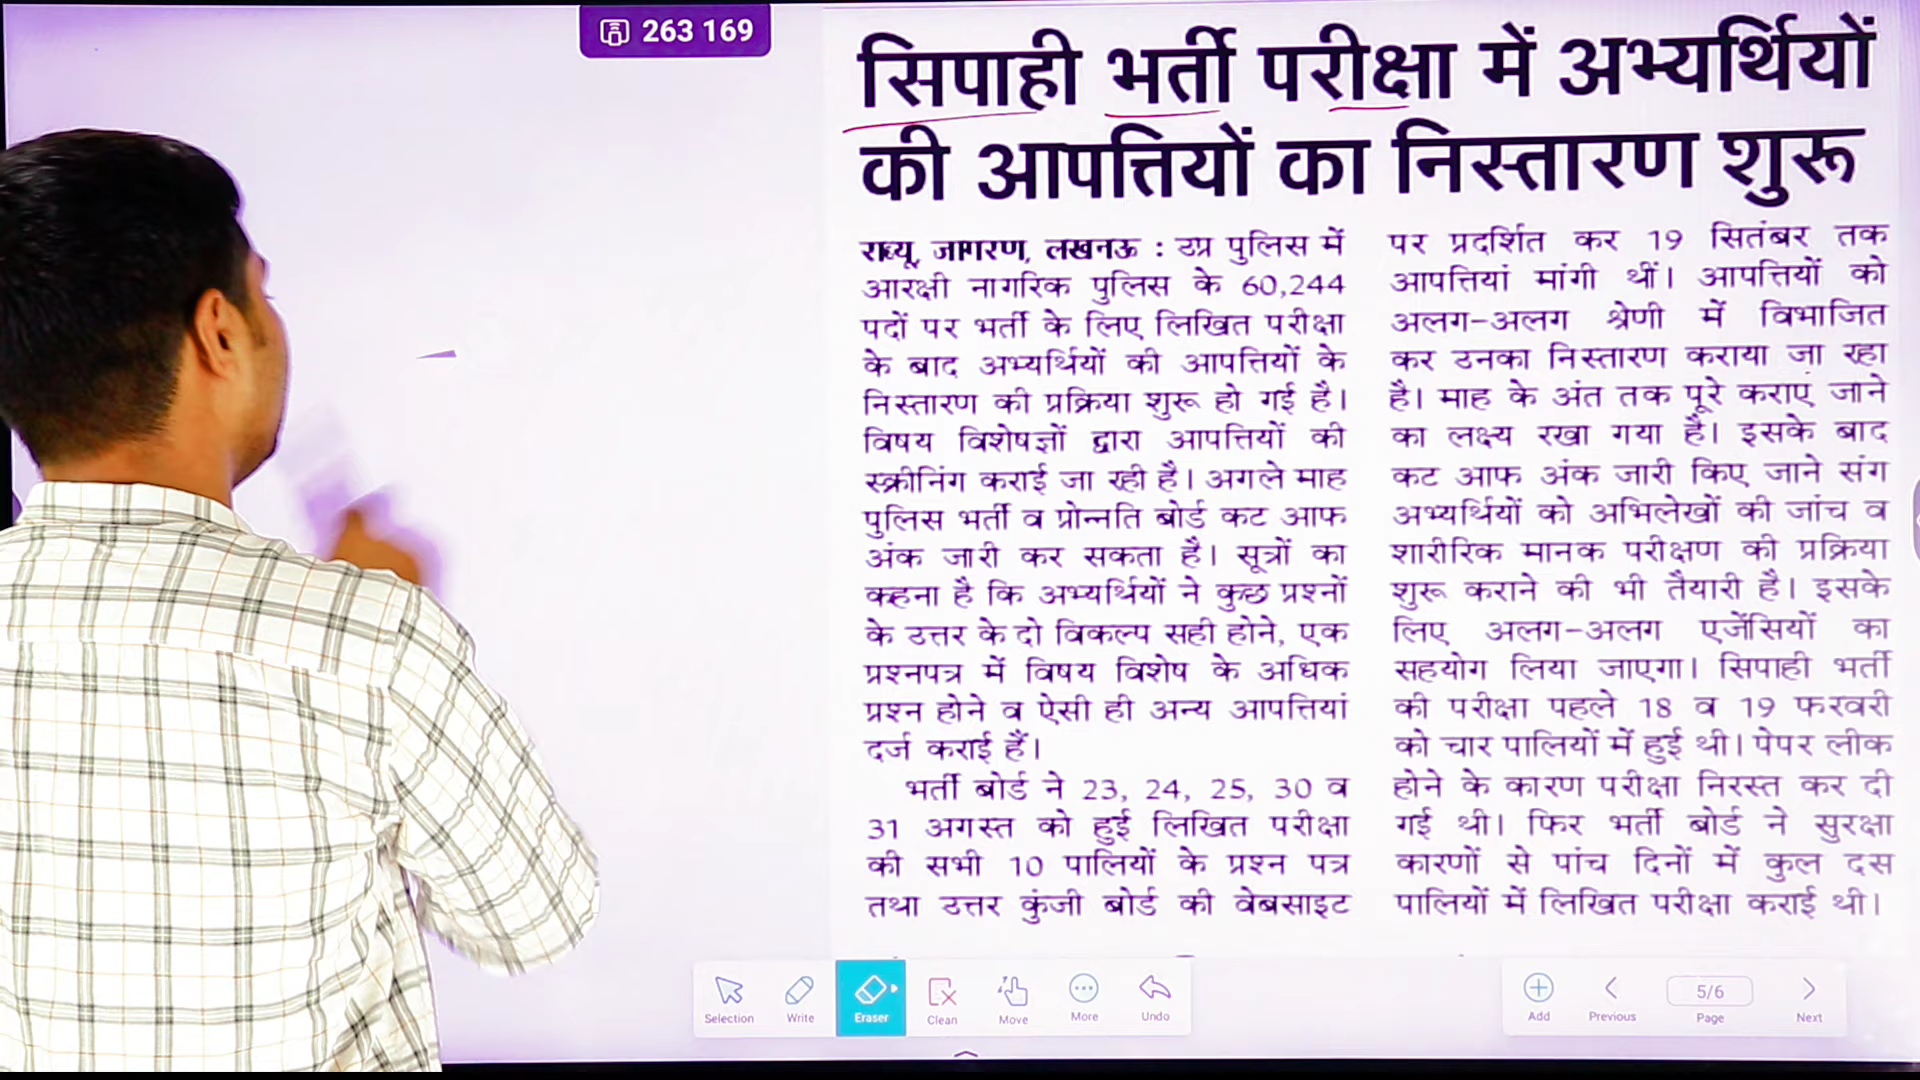 263 169
सिपाही भर्ती परीक्षा में अभ्यर्थियों
की आपत्तियों का निस्तारण शुरू
राब्यू, जागरण, लखनऊ : उप्र पुलिस में
आरक्षी नागरिक पुलिस के 60,244
पदों पर भर्ती के लिए लिखित परीक्षा
के बाद अभ्यर्थियों की आपत्तियों के
निस्तारण की प्रक्रिया शुरू हो गई है।
विषय विशेषज्ञों द्वारा आपत्तियों की
स्क्रीनिंग कराई जा रही है। अगले माह
पुलिस भर्ती व प्रोन्नति बोर्ड कट आफ
अंक जारी कर सकता है। सूत्रों का
कहना है कि अभ्यर्थियों ने कुछ प्रश्नों
के उत्तर के दो विकल्प सही होने, एक
प्रश्नपत्र में विषय विशेष के अधिक
प्रश्न होने व ऐसी ही अन्य आपत्तियां
दर्ज कराई हैं।
भर्ती बोर्ड ने 23, 24, 25, 30 व
31 अगस्त को हुई लिखित परीक्षा
की सभी 10 पालियों के प्रश्न पत्र
तथा उत्तर कुंजी बोर्ड की वेबसाइट
पर प्रदर्शित कर 19 सितंबर तक
आपत्तियां मांगी थीं। आपत्तियों को
अलग-अलग श्रेणी में विभाजित
कर उनका निस्तारण कराया जा रहा
है। माह के अंत तक पूरे कराए जाने
का लक्ष्य रखा गया है। इसके बाद
कट आफ अंक जारी किए जाने संग
अभ्यर्थियों को अभिलेखों की जांच व
शारीरिक मानक परीक्षण की प्रक्रिया
शुरू कराने की भी तैयारी है। इसके
लिए अलग-अलग एजेंसियों का
सहयोग लिया जाएगा। सिपाही भर्ती
की परीक्षा पहले 18 व 19 फरवरी
को चार पालियों में हुई थी। पेपर लीक
होने के कारण परीक्षा निरस्त कर दी
गई थी। फिर भर्ती बोर्ड ने सुरक्षा
कारणों से पांच दिनों में कुल दस
पालियों में लिखित परीक्षा कराई थी।
Selection Write Eraser Clean Move More Undo
Add Previous 5/6 Page Next